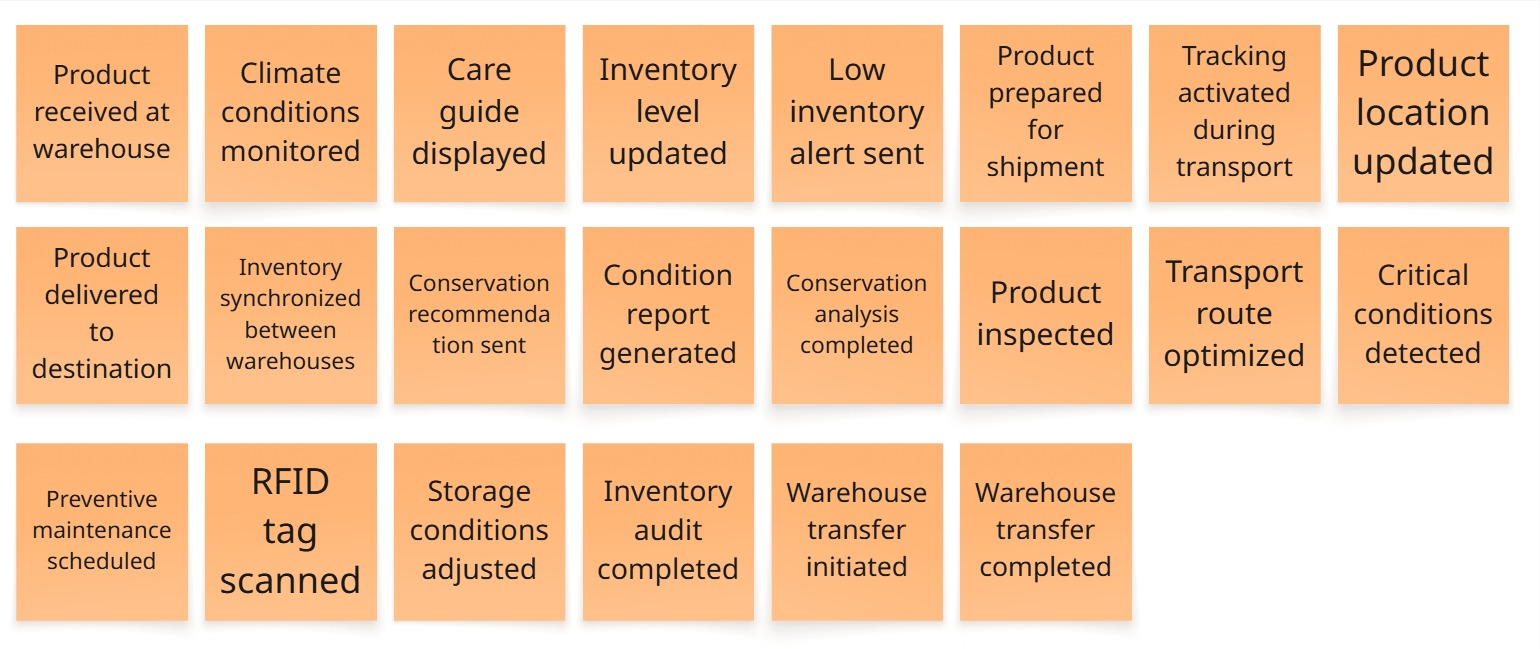 Product
received at
warehouse
Climate
conditions
monitored
Care
guide
displayed
Inventory
level
updated
Low
inventory
alert sent
Product
prepared
for
shipment
Tracking
activated
during
transport
Product
location
updated
Product
delivered
to
destination
Inventory
synchronized
between
warehouses
Conservation
recommenda
tion sent
Condition
report
generated
Conservation
analysis
completed
Product
inspected
Transport
route
optimized
Critical
conditions
detected
Preventive
maintenance
scheduled
RFID
tag
scanned
Storage
conditions
adjusted
Inventory
audit
completed
Warehouse
transfer
initiated
Warehouse
transfer
completed